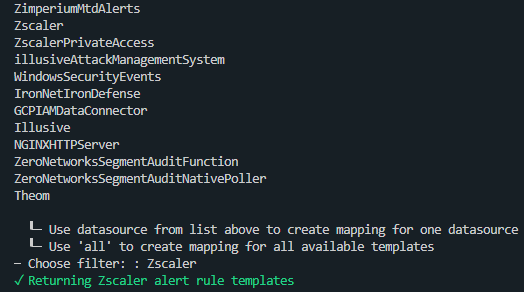 ZimperiumMtdAlerts
Zscaler
ZscalerPrivateAccess
illusiveAttackManagementSystem
WindowsSecurityEvents
IronNetIronDefense
GCPIAMDataConnector
Illusive
NGINXHTTPServer
ZeroNetworksSegmentAuditFunction
ZeroNetworksSegmentAuditNativePoller
Theom
└─ Use datasource from list above to create mapping for one datasource
└─ Use 'all' to create mapping for all available templates
─ Choose filter: : Zscaler
✓ Returning Zscaler alert rule templates